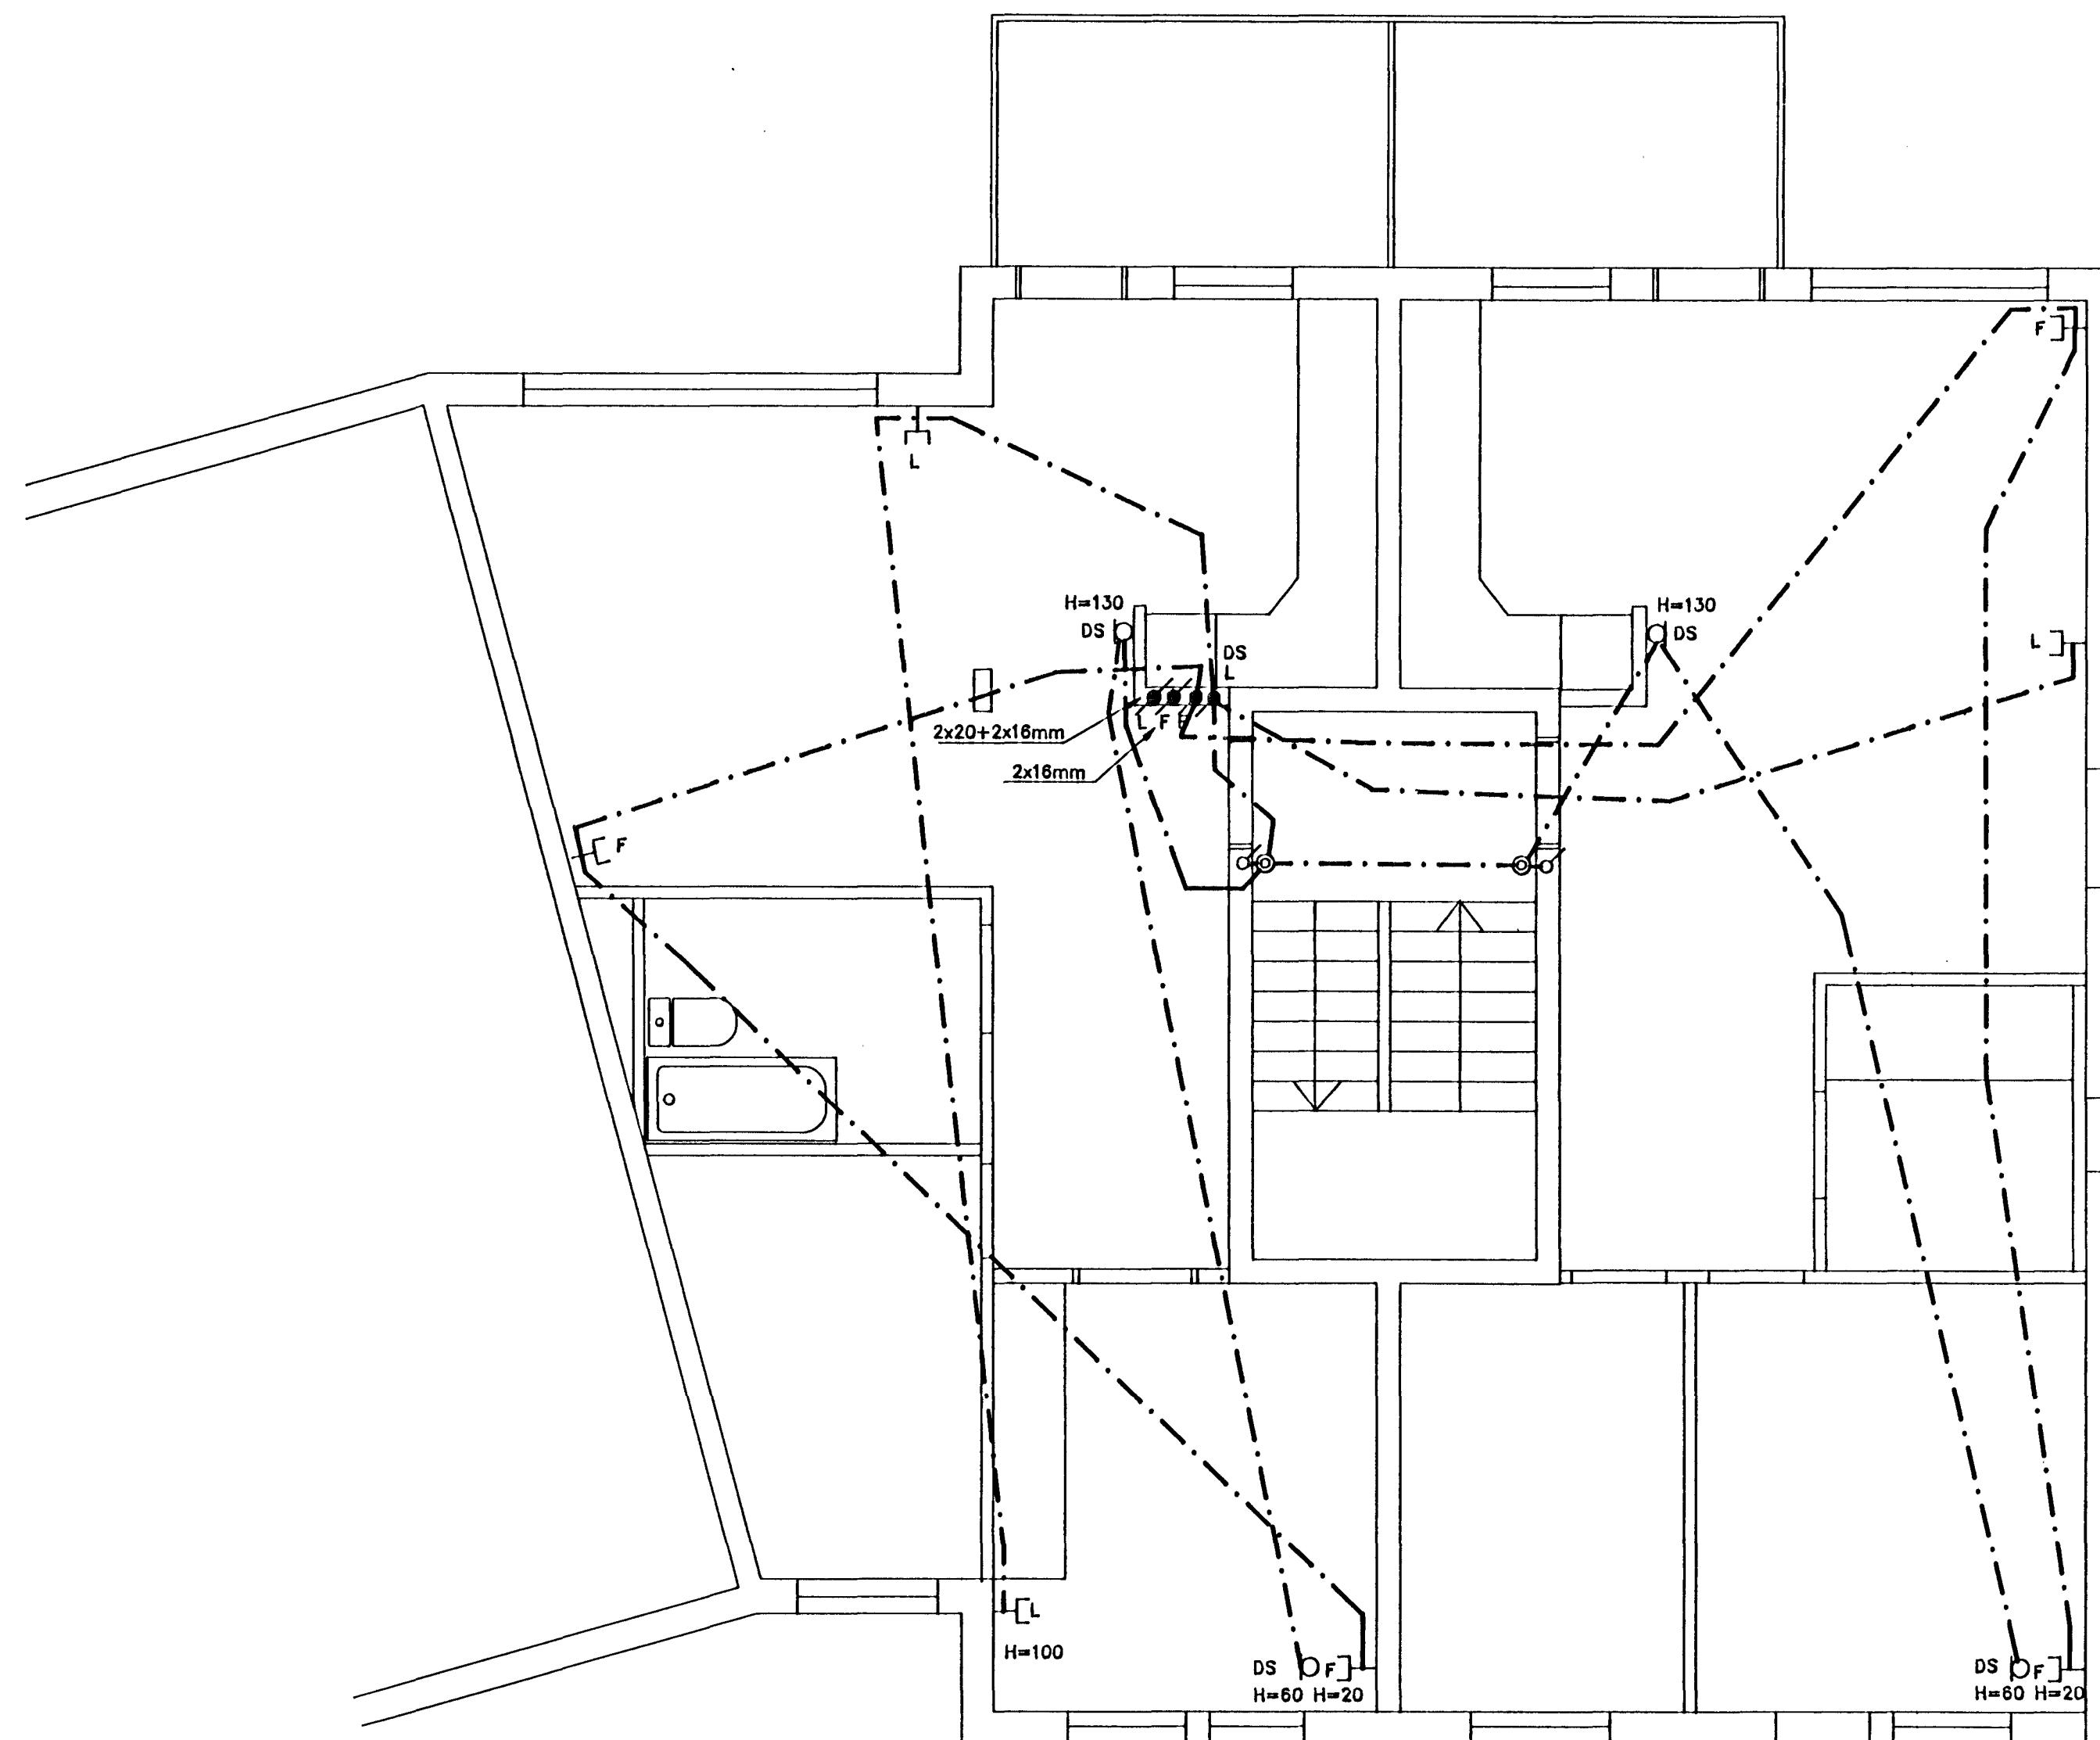 F
L
H=130
DS
H=130
DS
L
DS
L
L F
2x20+2x16mm
2x16mm
F
L
H=100
DS F
H=60 H=20
DS F
H=60 H=20